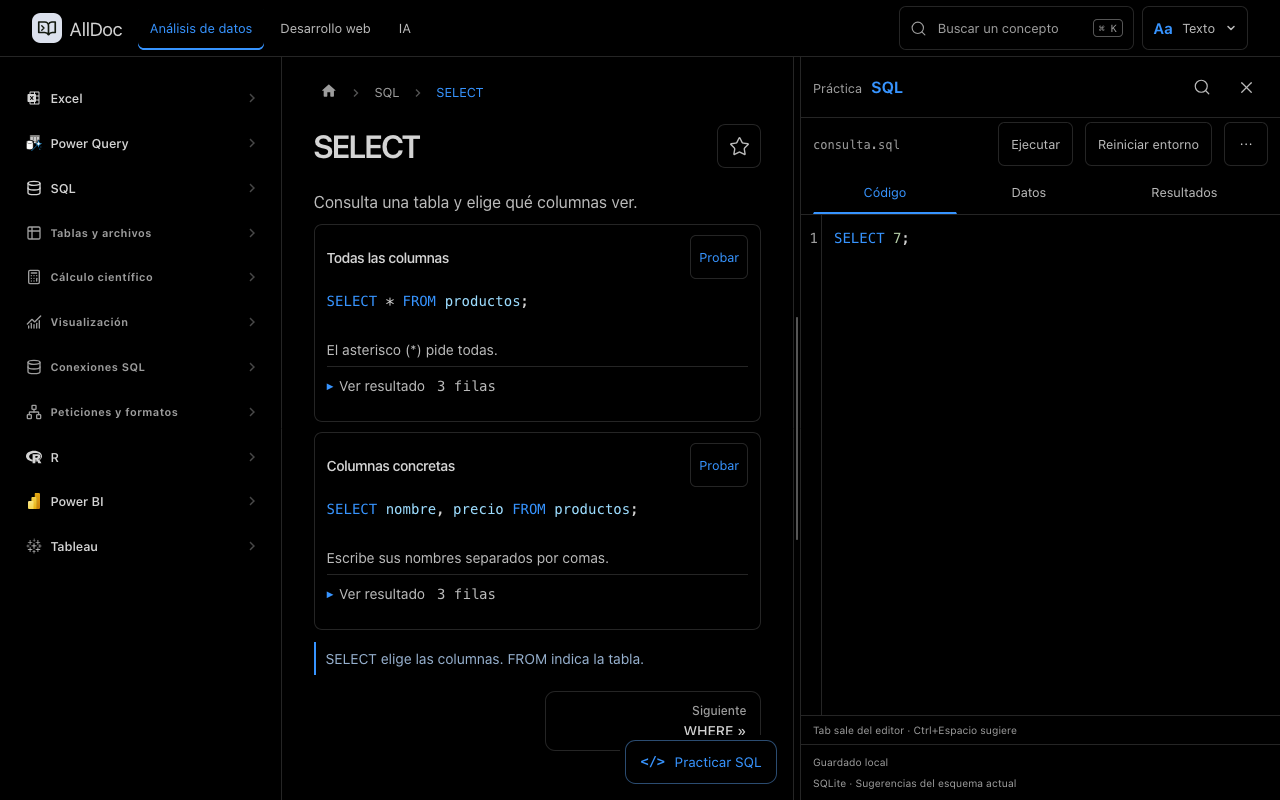 AllDoc
Análisis de datos
Desarrollo web
IA
Buscar un concepto
⌘ K
Aa Texto
Excel
Power Query
SQL
Tablas y archivos
Cálculo científico
Visualización
Conexiones SQL
Peticiones y formatos
R
Power BI
Tableau
SQL
SELECT
SELECT
Consulta una tabla y elige qué columnas ver.
Todas las columnas
Probar
SELECT * FROM productos;
El asterisco (*) pide todas.
Ver resultado 3 filas
Columnas concretas
Probar
SELECT nombre, precio FROM productos;
Escribe sus nombres separados por comas.
Ver resultado 3 filas
SELECT elige las columnas. FROM indica la tabla.
Siguiente
WHERE »
</> Practicar SQL
Práctica SQL
consulta.sql
Ejecutar
Reiniciar entorno
···
Código
Datos
Resultados
1 SELECT 7;
Tab sale del editor · Ctrl+Espacio sugiere
Guardado local
SQLite · Sugerencias del esquema actual